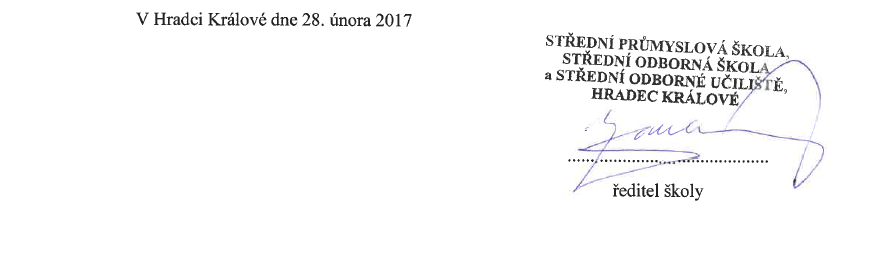 V Hradci Králové dne 28. února 2017
STŘEDNÍ PRŮMYSLOVÁ ŠKOLA,
STŘEDNÍ ODBORNÁ ŠKOLA
a STŘEDNÍ ODBORNÉ UČILIŠTĚ,
HRADEC KRÁLOVÉ
ředitel školy